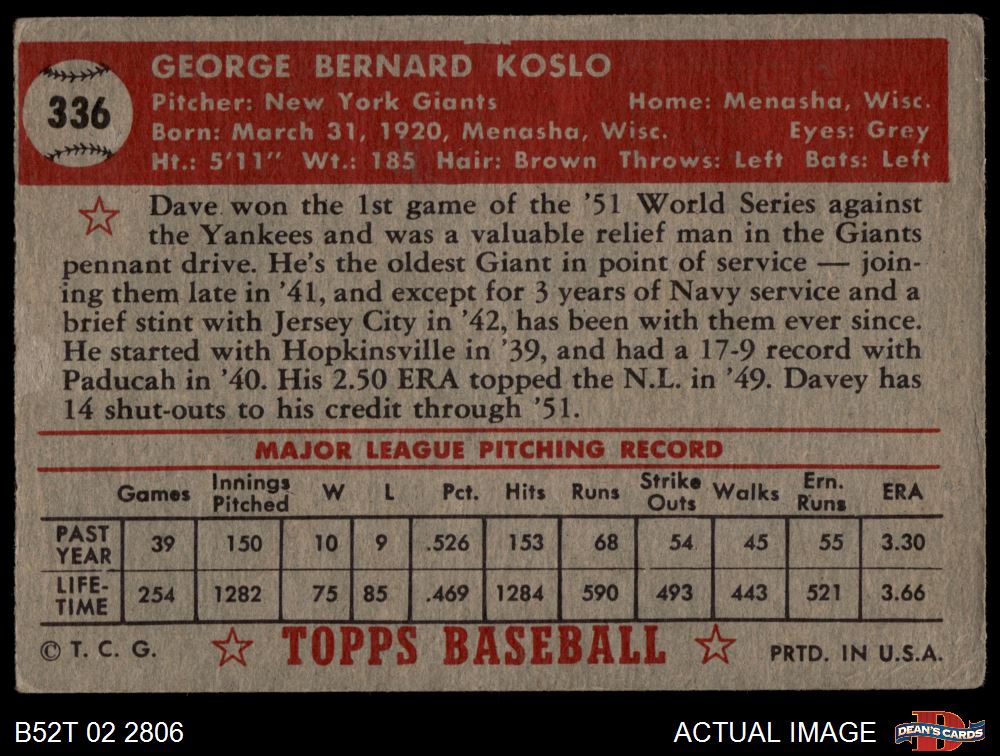 GEORGE BERNARD KOSLO
336
Pitcher: New York Giants Home: Menasha, Wisc.
Born: March 31, 1920, Menasha, Wisc. Eyes: Grey
Ht.: 5'11" Wt.: 185 Hair: Brown Throws: Left Bats: Left
Dave won the 1st game of the '51 World Series against
the Yankees and was a valuable relief man in the Giants
pennant drive. He's the oldest Giant in point of service — join-
ing them late in '41, and except for 3 years of Navy service and a
brief stint with Jersey City in '42, has been with them ever since.
He started with Hopkinsville in '39, and had a 17-9 record with
Paducah in '40. His 2.50 ERA topped the N.L. in '49. Davey has
14 shut-outs to his credit through '51.
MAJOR LEAGUE PITCHING RECORD
Games Innings Pitched W L Pct. Hits Runs Strike Outs Walks Ern. Runs ERA
PAST YEAR 39 150 10 9 .526 153 68 54 45 55 3.30
LIFE-TIME 254 1282 75 85 .469 1284 590 493 443 521 3.66
© T. C. G. TOPPS BASEBALL PRTD. IN U.S.A.
B52T 02 2806 ACTUAL IMAGE DEAN'S CARDS